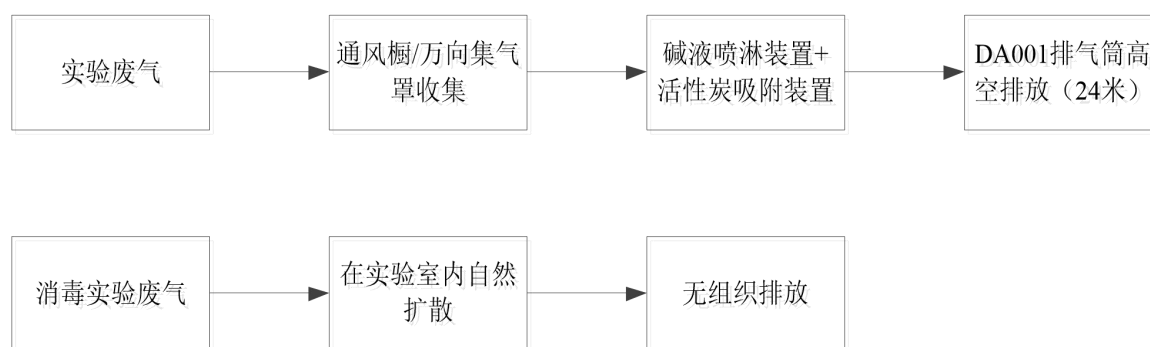 实验废气
通风橱/万向集气
罩收集
碱液喷淋装置+
活性炭吸附装置
DA001排气筒高
空排放（24米）
消毒实验废气
在实验室内自然
扩散
无组织排放